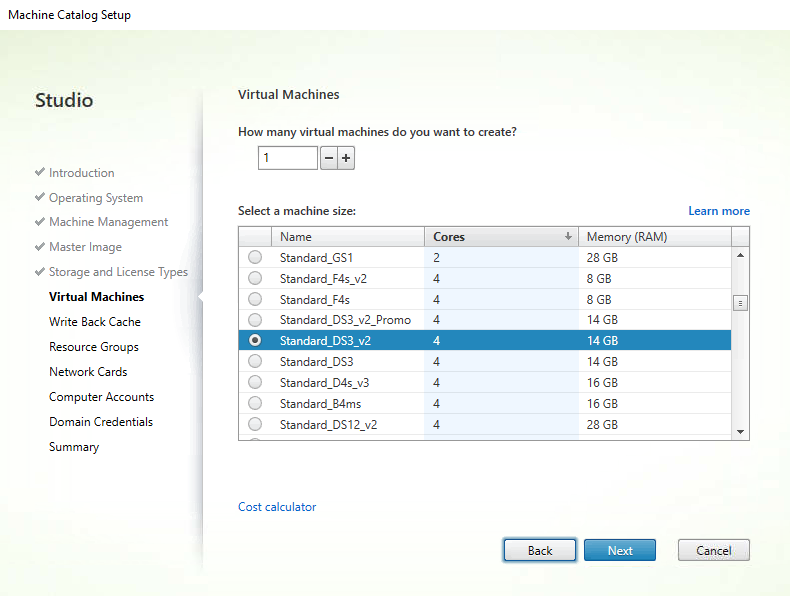 Machine Catalog Setup
Studio
Introduction
Operating System
Machine Management
Master Image
Storage and License Types
Virtual Machines
Write Back Cache
Resource Groups
Network Cards
Computer Accounts
Domain Credentials
Summary
Virtual Machines
How many virtual machines do you want to create?
1
Select a machine size: Learn more
Name Cores Memory (RAM)
Standard_GS1 2 28 GB
Standard_F4s_v2 4 8 GB
Standard_F4s 4 8 GB
Standard_DS3_v2_Promo 4 14 GB
Standard_DS3_v2 4 14 GB
Standard_DS3 4 14 GB
Standard_D4s_v3 4 16 GB
Standard_B4ms 4 16 GB
Standard_DS12_v2 4 28 GB
Cost calculator
Back Next Cancel